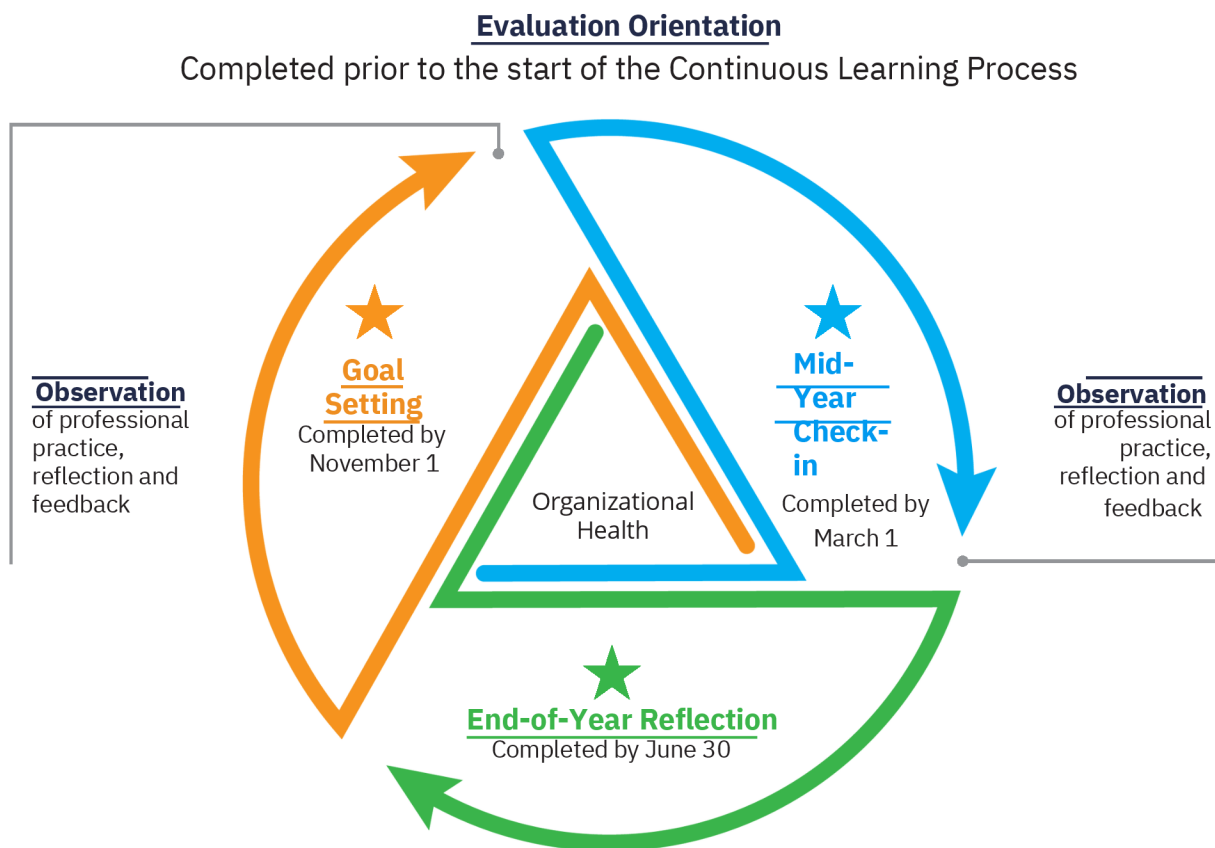 Evaluation Orientation
Completed prior to the start of the Continuous Learning Process
Observation
of professional
practice,
reflection and
feedback
Goal
Setting
Completed by
November 1
Organizational
Health
Mid-
Year
Check-
in
Completed by
March 1
Observation
of professional
practice,
reflection and
feedback
End-of-Year Reflection
Completed by June 30